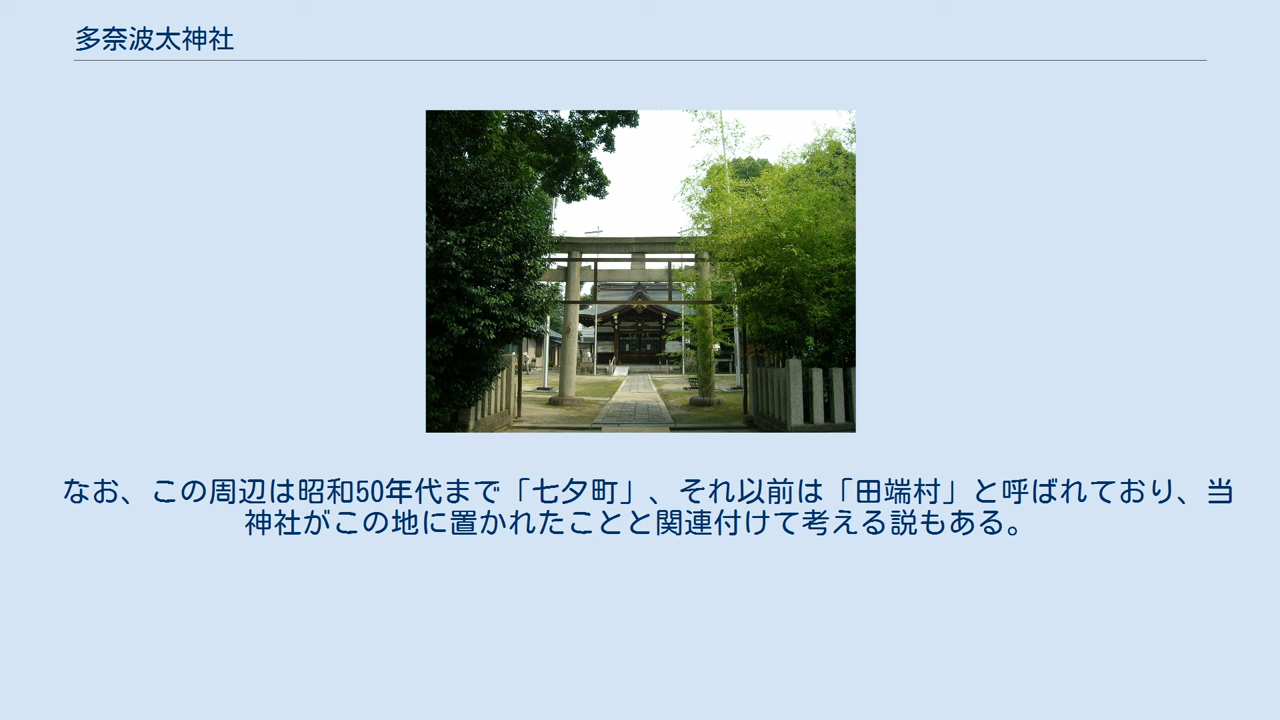 多奈波太神社
なお、この周辺は昭和50年代まで「七夕町」、それ以前は「田端村」と呼ばれており、当
神社がこの地に置かれたことと関連付けて考える説もある。